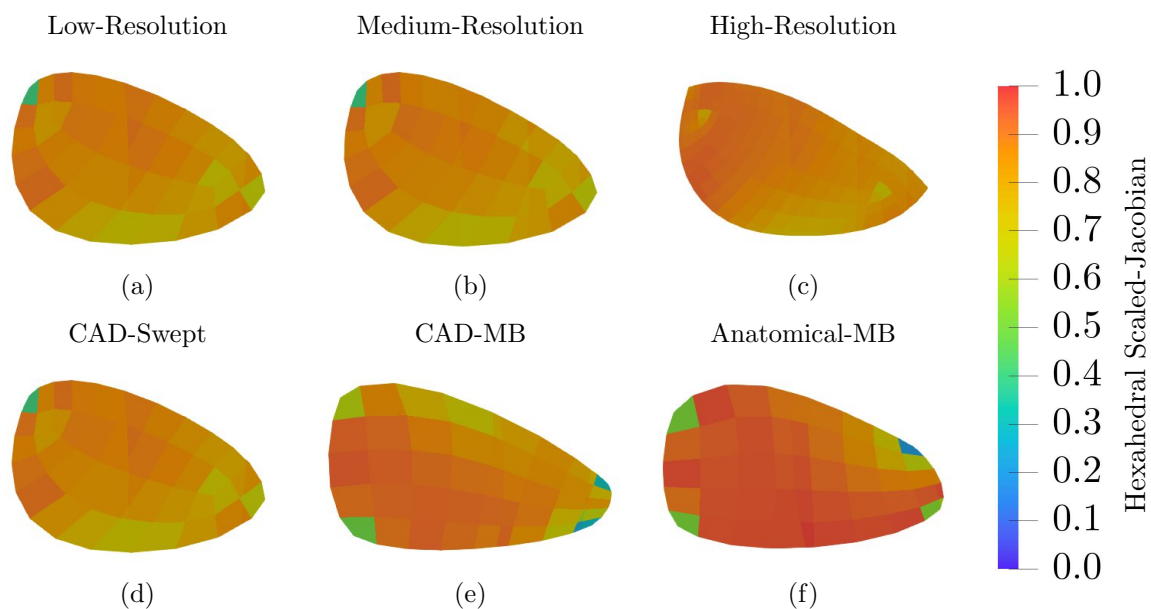 Low-Resolution
Medium-Resolution
High-Resolution
(a)
(b)
(c)
CAD-Swept
CAD-MB
Anatomical-MB
(d)
(e)
(f)
1.0
0.9
0.8
0.7
0.6
0.5
0.4
0.3
0.2
0.1
0.0
Hexahedral Scaled-Jacobian